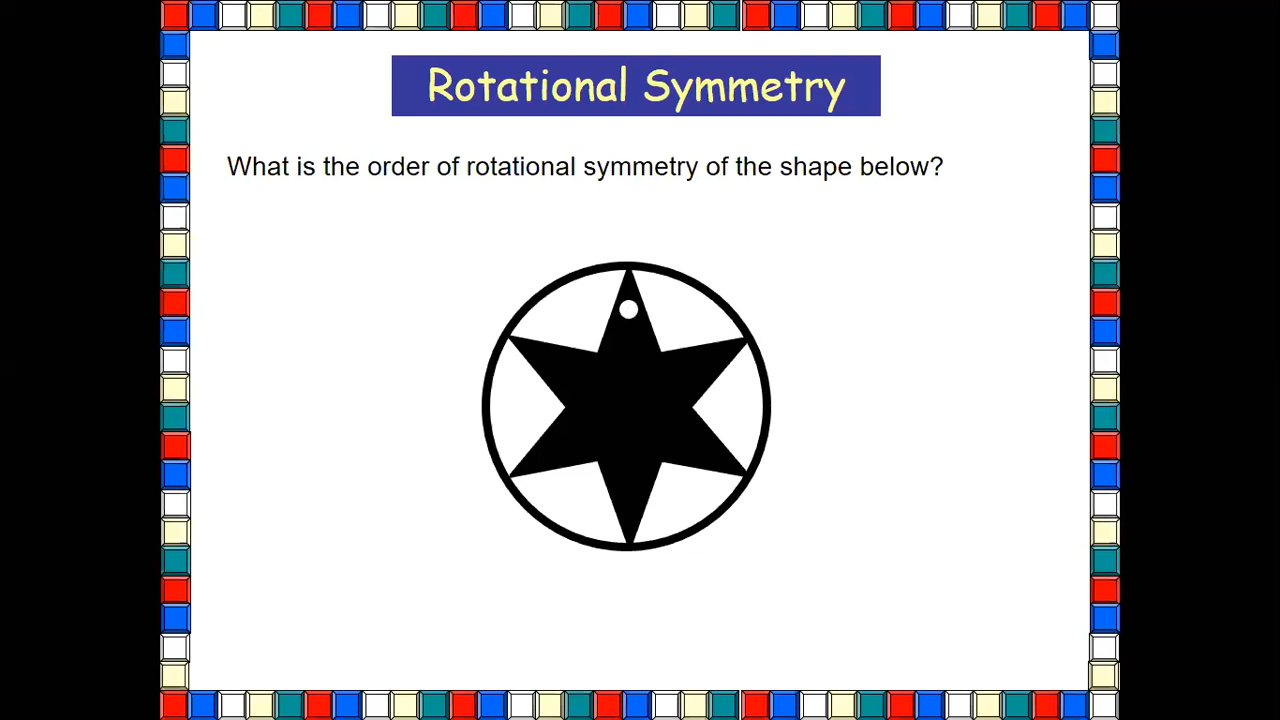 Rotational Symmetry
What is the order of rotational symmetry of the shape below?